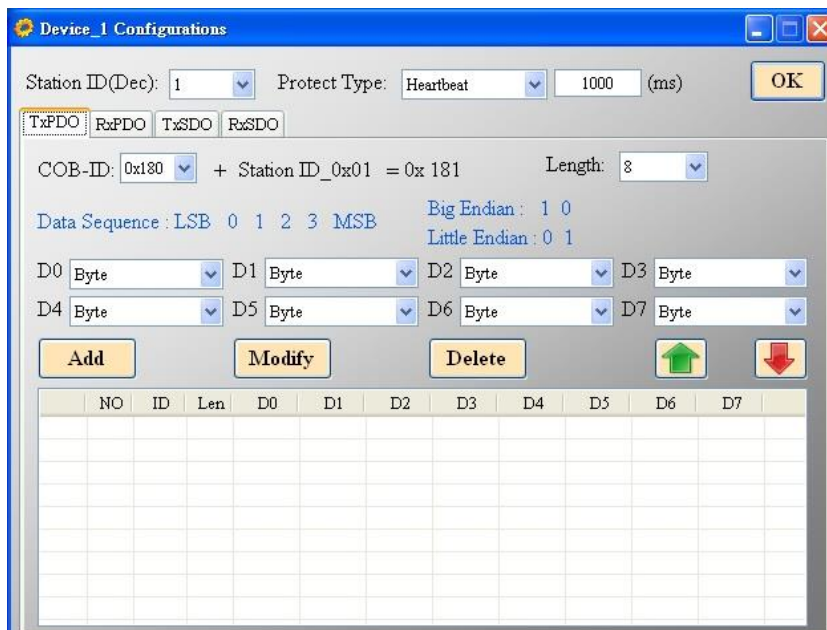 Device_1 Configurations
Station ID(Dec): 1 Protect Type: Heartbeat 1000 (ms) OK
TxPDO RxPDO TxSDO RxSDO
COB-ID: 0x180 + Station ID_0x01 = 0x 181 Length: 8
Data Sequence : LSB 0 1 2 3 MSB
Big Endian : 1 0
Little Endian : 0 1
D0 Byte D1 Byte D2 Byte D3 Byte
D4 Byte D5 Byte D6 Byte D7 Byte
Add Modify Delete
NO ID Len D0 D1 D2 D3 D4 D5 D6 D7